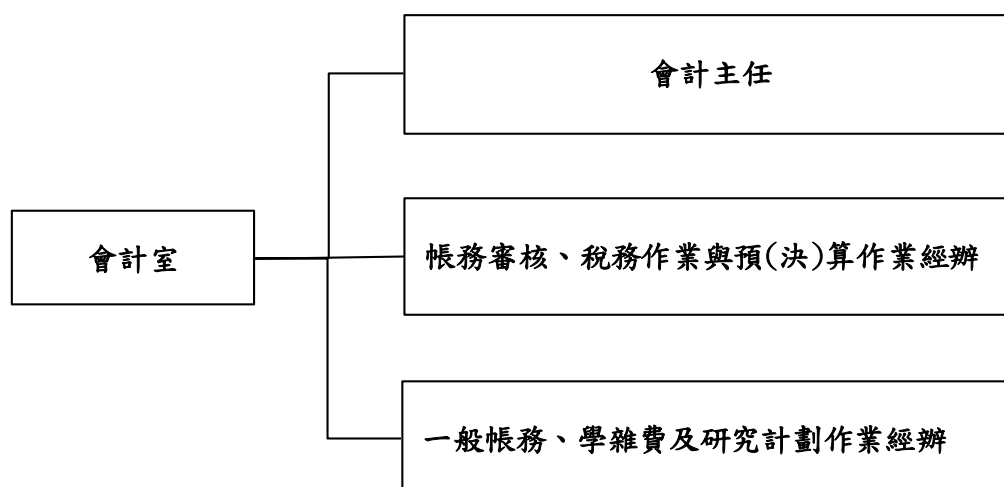 會計主任
會計室
帳務審核、稅務作業與預(決)算作業經辦
一般帳務、學雜費及研究計劃作業經辦